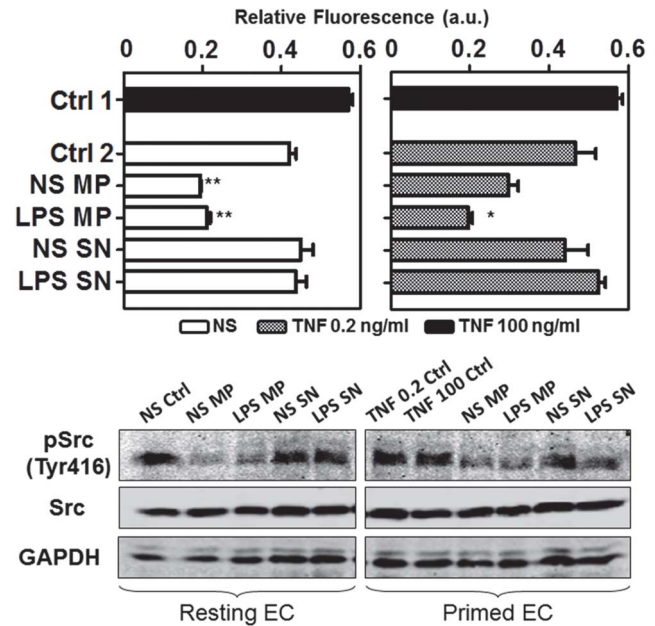 Relative Fluorescence (a.u.)
0 0.2 0.4 0.6 0 0.2 0.4 0.6
Ctrl 1
Ctrl 2
NS MP **
LPS MP ** *
NS SN
LPS SN
NS TNF 0.2 ng/ml TNF 100 ng/ml
NS Ctrl NS MP LPS MP NS SN LPS SN TNF 0.2 Ctrl TNF 100 Ctrl NS MP LPS MP NS SN LPS SN
pSrc
(Tyr416)
Src
GAPDH
Resting EC Primed EC